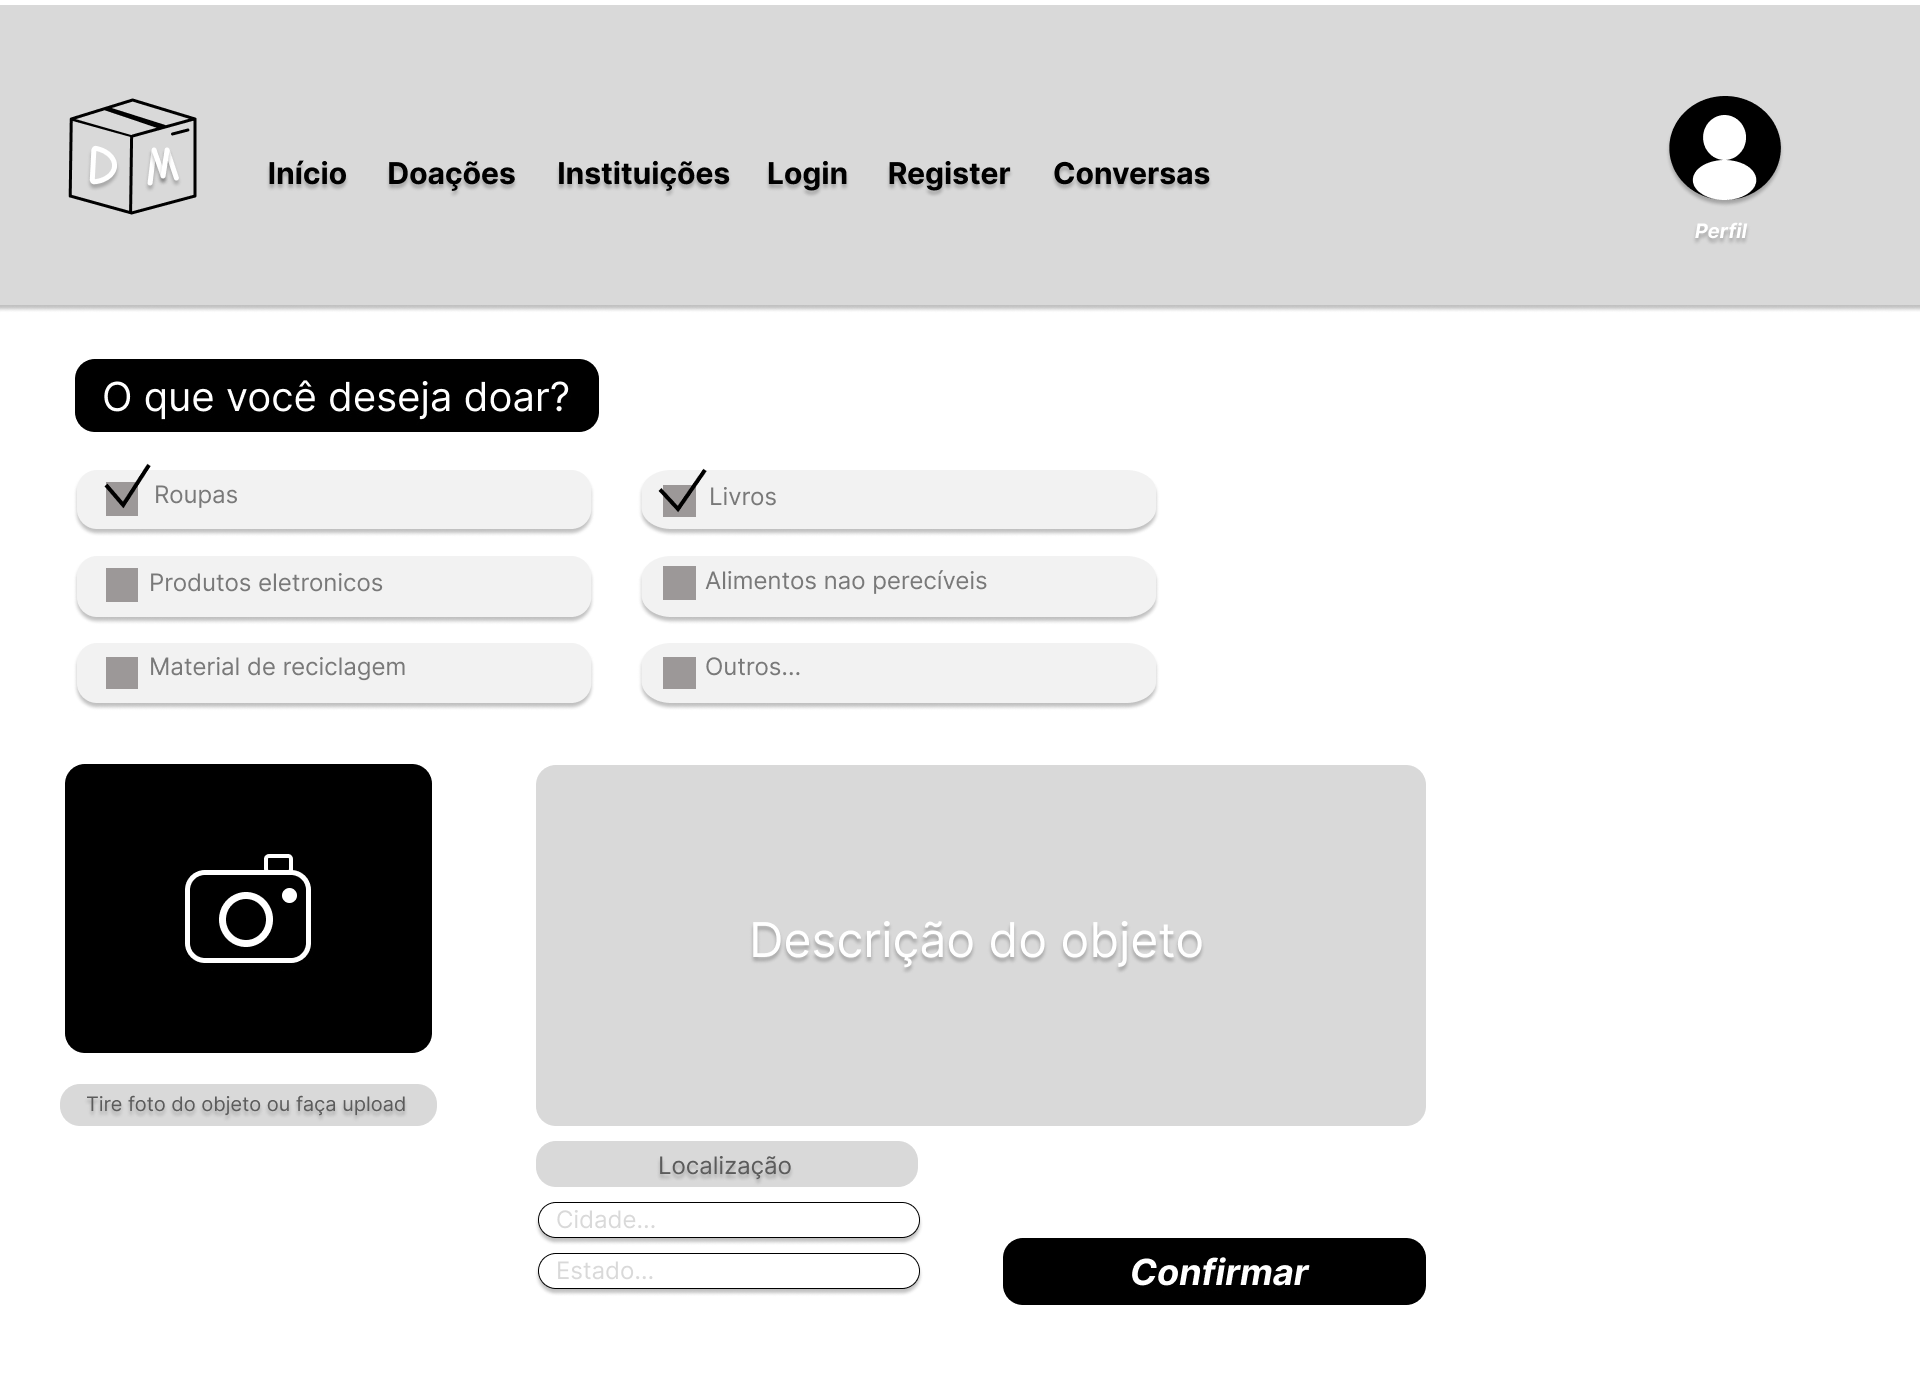 D M
Início Doações Instituições Login Register Conversas
Perfil
O que você deseja doar?
Roupas
Livros
Produtos eletronicos
Alimentos nao perecíveis
Material de reciclagem
Outros...
Descrição do objeto
Tire foto do objeto ou faça upload
Localização
Cidade...
Estado...
Confirmar